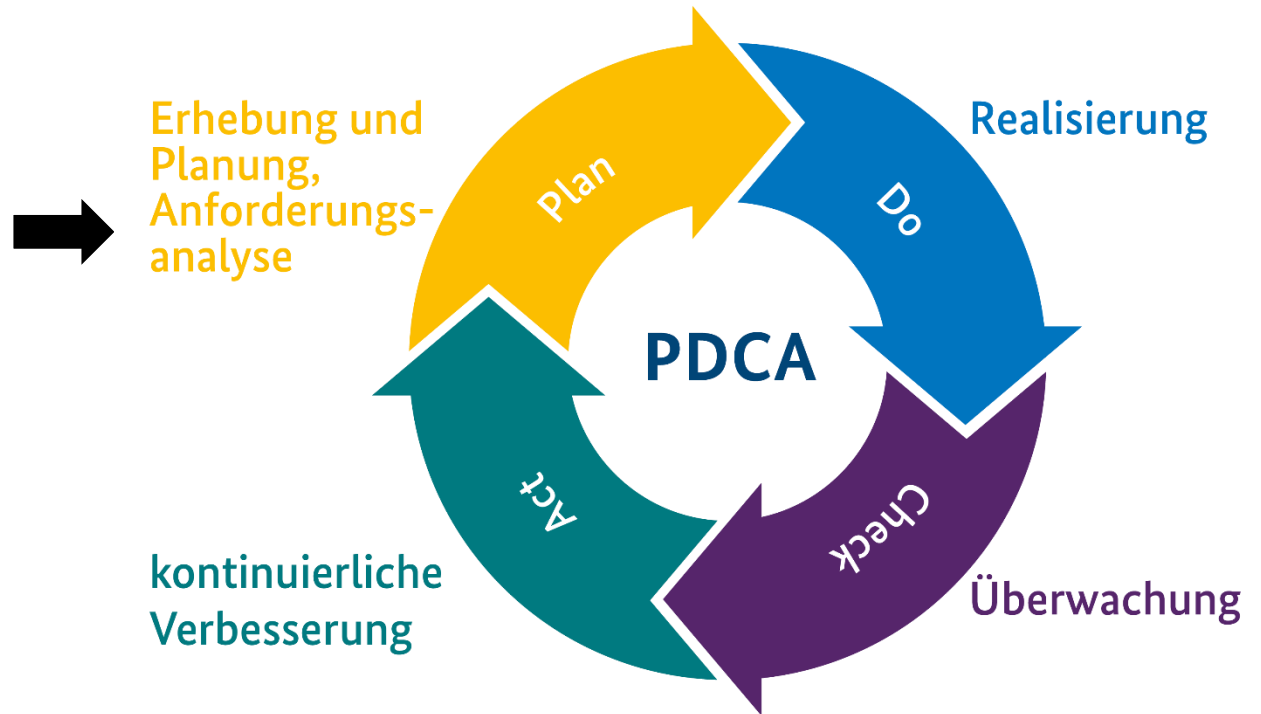 Erhebung und
Planung,
Anforderungs-
analyse
Plan
Do
Realisierung
PDCA
Act
Check
kontinuierliche
Verbesserung
Überwachung